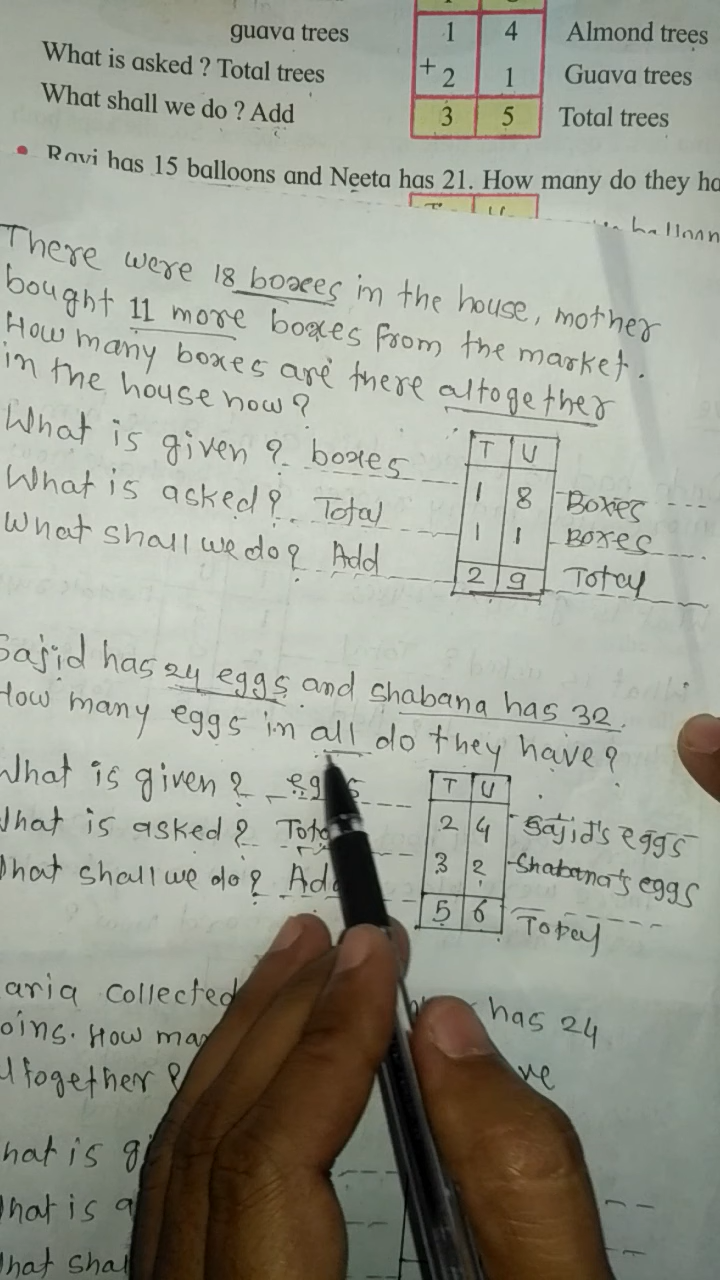 guava trees
What is asked ? Total trees
What shall we do ? Add
1 4 Almond trees
+ 2 1 Guava trees
3 5 Total trees
• Ravi has 15 balloons and Neeta has 21. How many do they ha
There were 18 boxes in the house, mother
bought 11 more boxes from the market.
How many boxes are there altogether
in the house now?
What is given? boxes
What is asked? Total
What shall we do? Add
T U
1 8 Boxes
1 1 Boxes
2 9 Total
Sajid has 24 eggs and Shabana has 32.
How many eggs in all do they have?
What is given? eggs
What is asked?
What shall we do? Add
T U
2 4 Sajid's eggs
3 2 Shabana's eggs
5 6 Total
aria collected has 24
oins. How
altogether?
hat is
hat is
hat